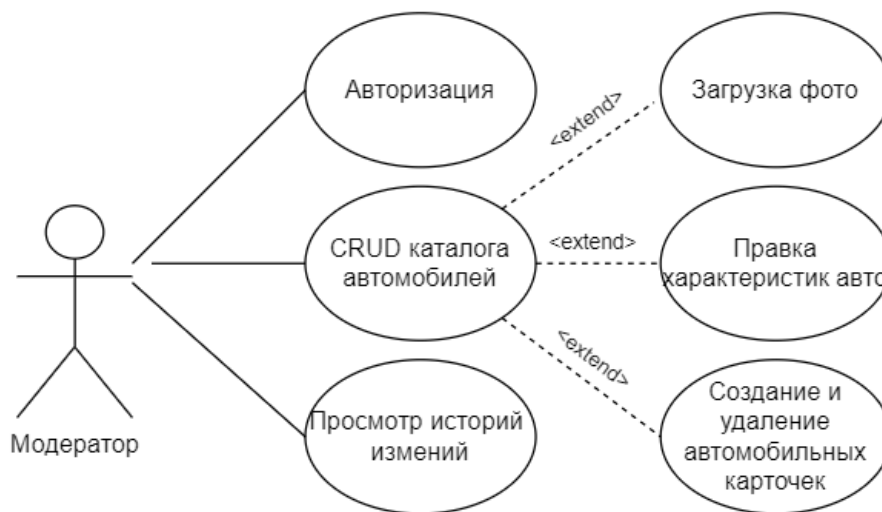 Авторизация
<extend>
Загрузка фото
CRUD каталога
автомобилей
<extend>
Правка
характеристик авто
<extend>
Просмотр историй
измений
Создание и
удаление
автомобильных
карточек
Модератор